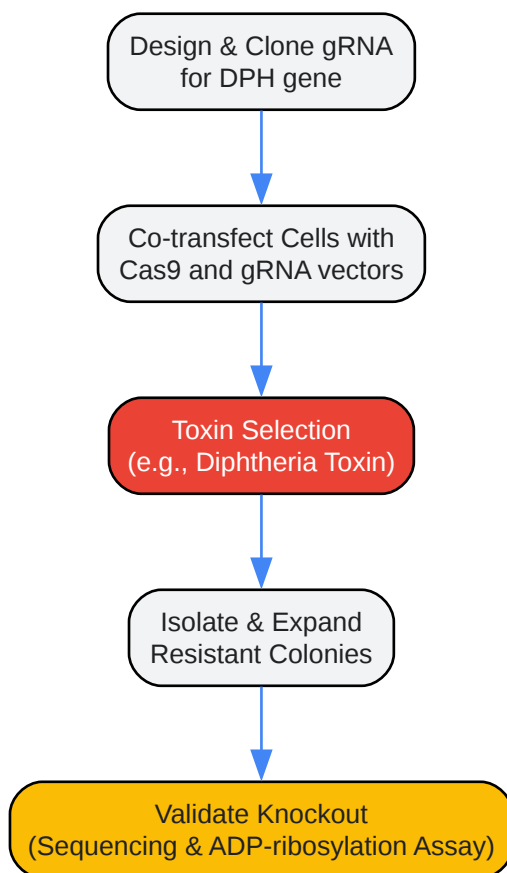 Design & Clone gRNA
for DPH gene
Co-transfect Cells with
Cas9 and gRNA vectors
Toxin Selection
(e.g., Diphtheria Toxin)
Isolate & Expand
Resistant Colonies
Validate Knockout
(Sequencing & ADP-ribosylation Assay)